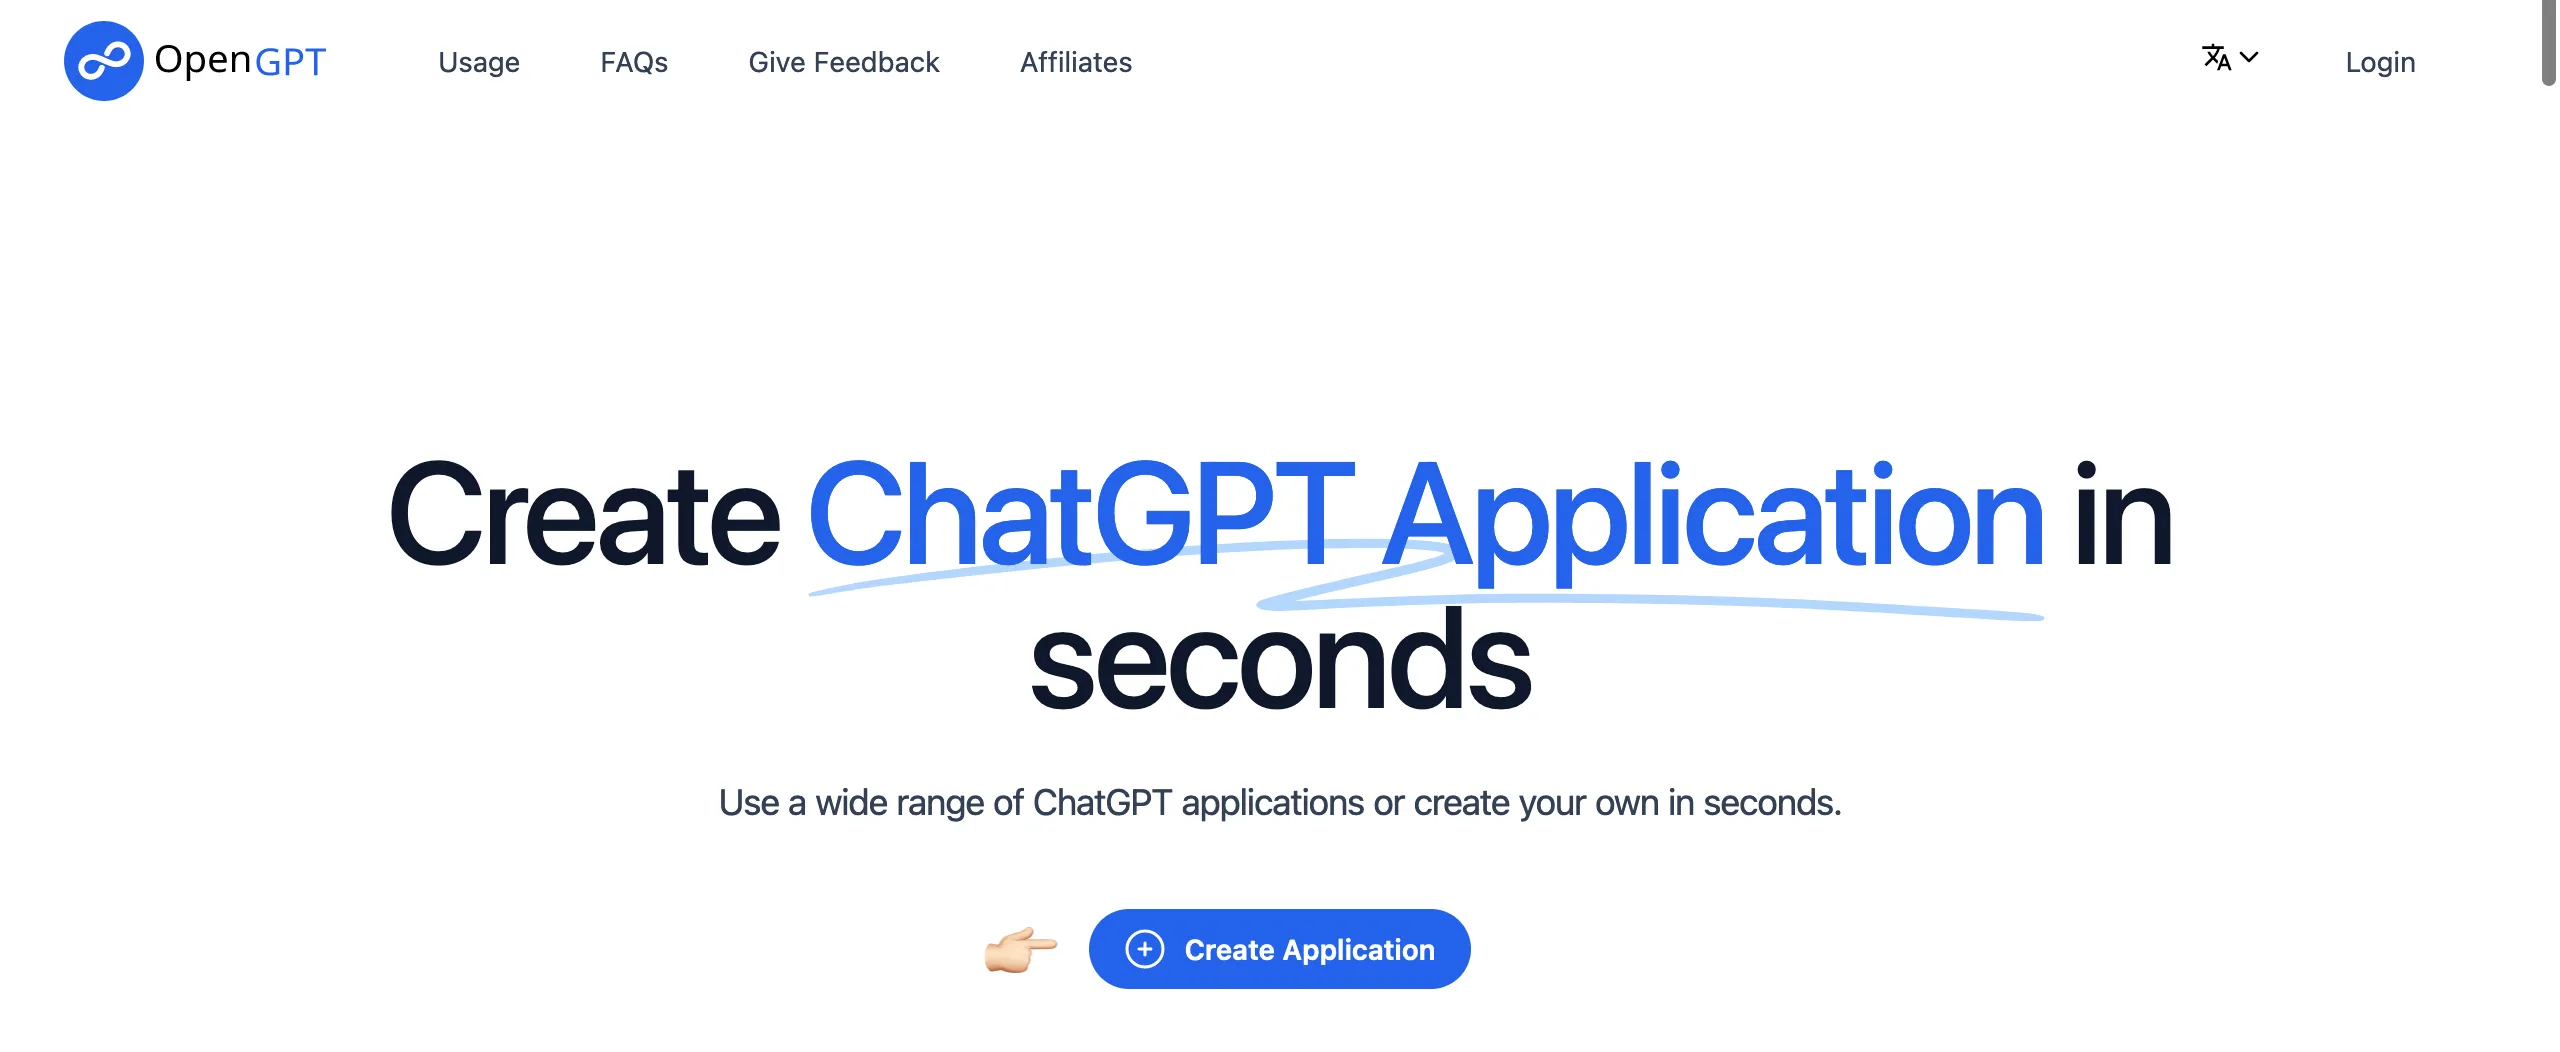 OpenGPT
Usage
FAQs
Give Feedback
Affiliates
Login
Create ChatGPT Application in
seconds
Use a wide range of ChatGPT applications or create your own in seconds.
Create Application